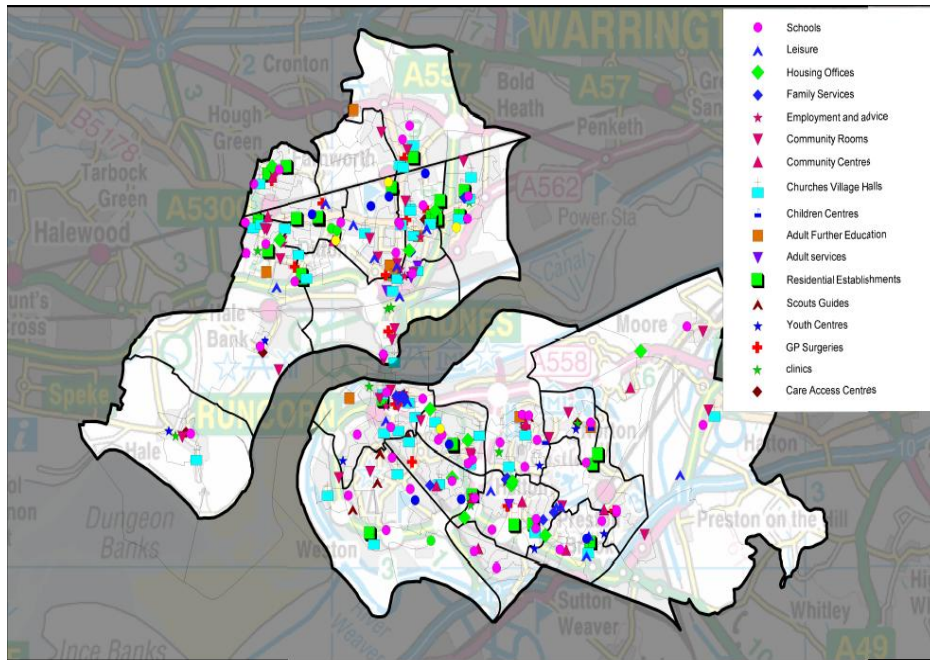 WARRINGT
Cronton
A557
A57
Bold
Heath
Hough
Green
Penketh
B5178
Tarbock
Green
A562
A5300
Power Sta
Halewood
Canal
Hale
Bank
WIDNES
Moore
A558
Speke
RUNCORN
Hale
Dungeon
Banks
Weston
Preston on the Hill
Sutton
Weaver
Whitley
Ince Banks
Weaver
A49
Schools
Leisure
Housing Offices
Family Services
Employment and advice
Community Rooms
Community Centres
Churches Village Halls
Children Centres
Adult Further Education
Adult services
Residential Establishments
Scouts Guides
Youth Centres
GP Surgeries
clinics
Care Access Centres